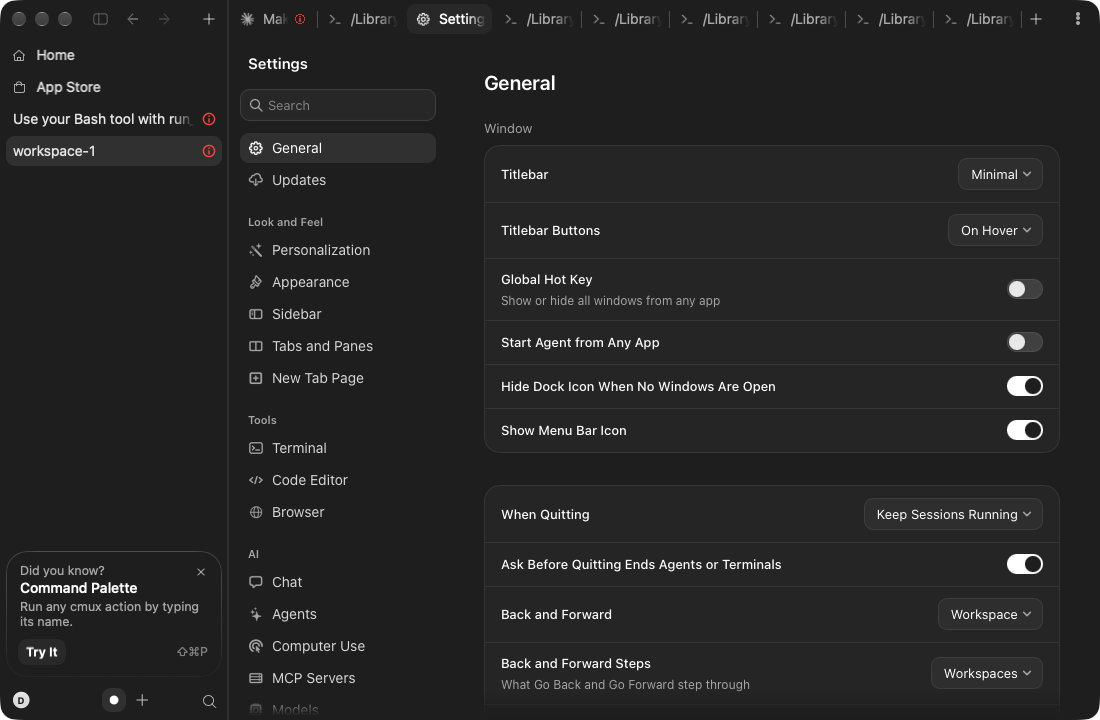 Mak
/Library
Setting
/Library
/Library
/Library
/Library
/Library
/Library
Home
App Store
Use your Bash tool with run_
workspace-1
Did you know?
Command Palette
Run any cmux action by typing
its name.
Try It
⇧⌘P
D
Settings
Search
General
Updates
Look and Feel
Personalization
Appearance
Sidebar
Tabs and Panes
New Tab Page
Tools
Terminal
Code Editor
Browser
AI
Chat
Agents
Computer Use
MCP Servers
Models
General
Window
Titlebar
Minimal
Titlebar Buttons
On Hover
Global Hot Key
Show or hide all windows from any app
Start Agent from Any App
Hide Dock Icon When No Windows Are Open
Show Menu Bar Icon
When Quitting
Keep Sessions Running
Ask Before Quitting Ends Agents or Terminals
Back and Forward
Workspace
Back and Forward Steps
What Go Back and Go Forward step through
Workspaces